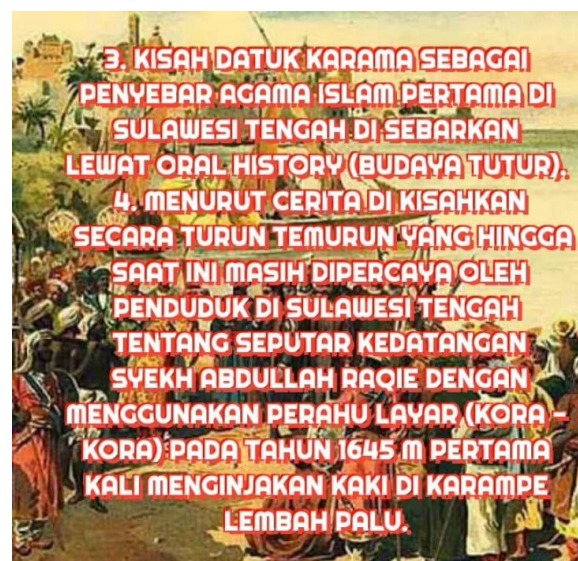 3. KISAH DATUK KARAMA SEBAGAI
PENYEBAR AGAMA ISLAM PERTAMA DI
SULAWESI TENGAH DI SEBARKAN
LEWAT ORAL HISTORY (BUDAYA TUTUR).
4. MENURUT CERITA DI KISAHKAN
SECARA TURUN TEMURUN YANG HINGGA
SAAT INI MASIH DIPERCAYA OLEH
PENDUDUK DI SULAWESI TENGAH
TENTANG SEPUTAR KEDATANGAN
SYEKH ABDULLAH RAQIE DENGAN
MENGGUNAKAN PERAHU LAYAR (KORA -
KORA) PADA TAHUN 1645 M PERTAMA
KALI MENGINJAKAN KAKI DI KARAMPE
LEMBAH PALU.